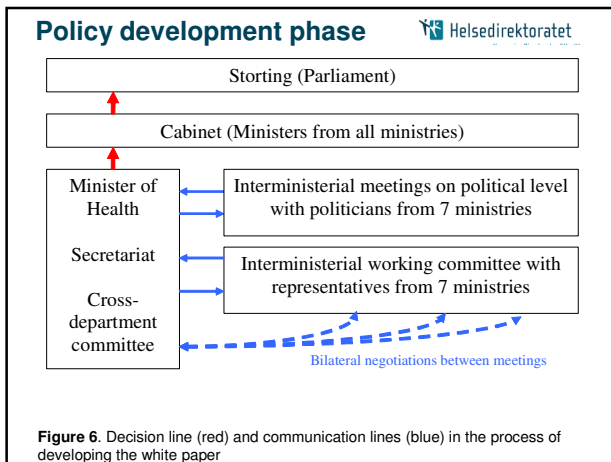 Policy development phase
Helsedirektoratet
Storting (Parliament)
Cabinet (Ministers from all ministries)
Minister of
Health
Secretariat
Cross-
department
committee
Interministerial meetings on political level
with politicians from 7 ministries
Interministerial working committee with
representatives from 7 ministries
Bilateral negotiations between meetings
Figure 6. Decision line (red) and communication lines (blue) in the process of
developing the white paper